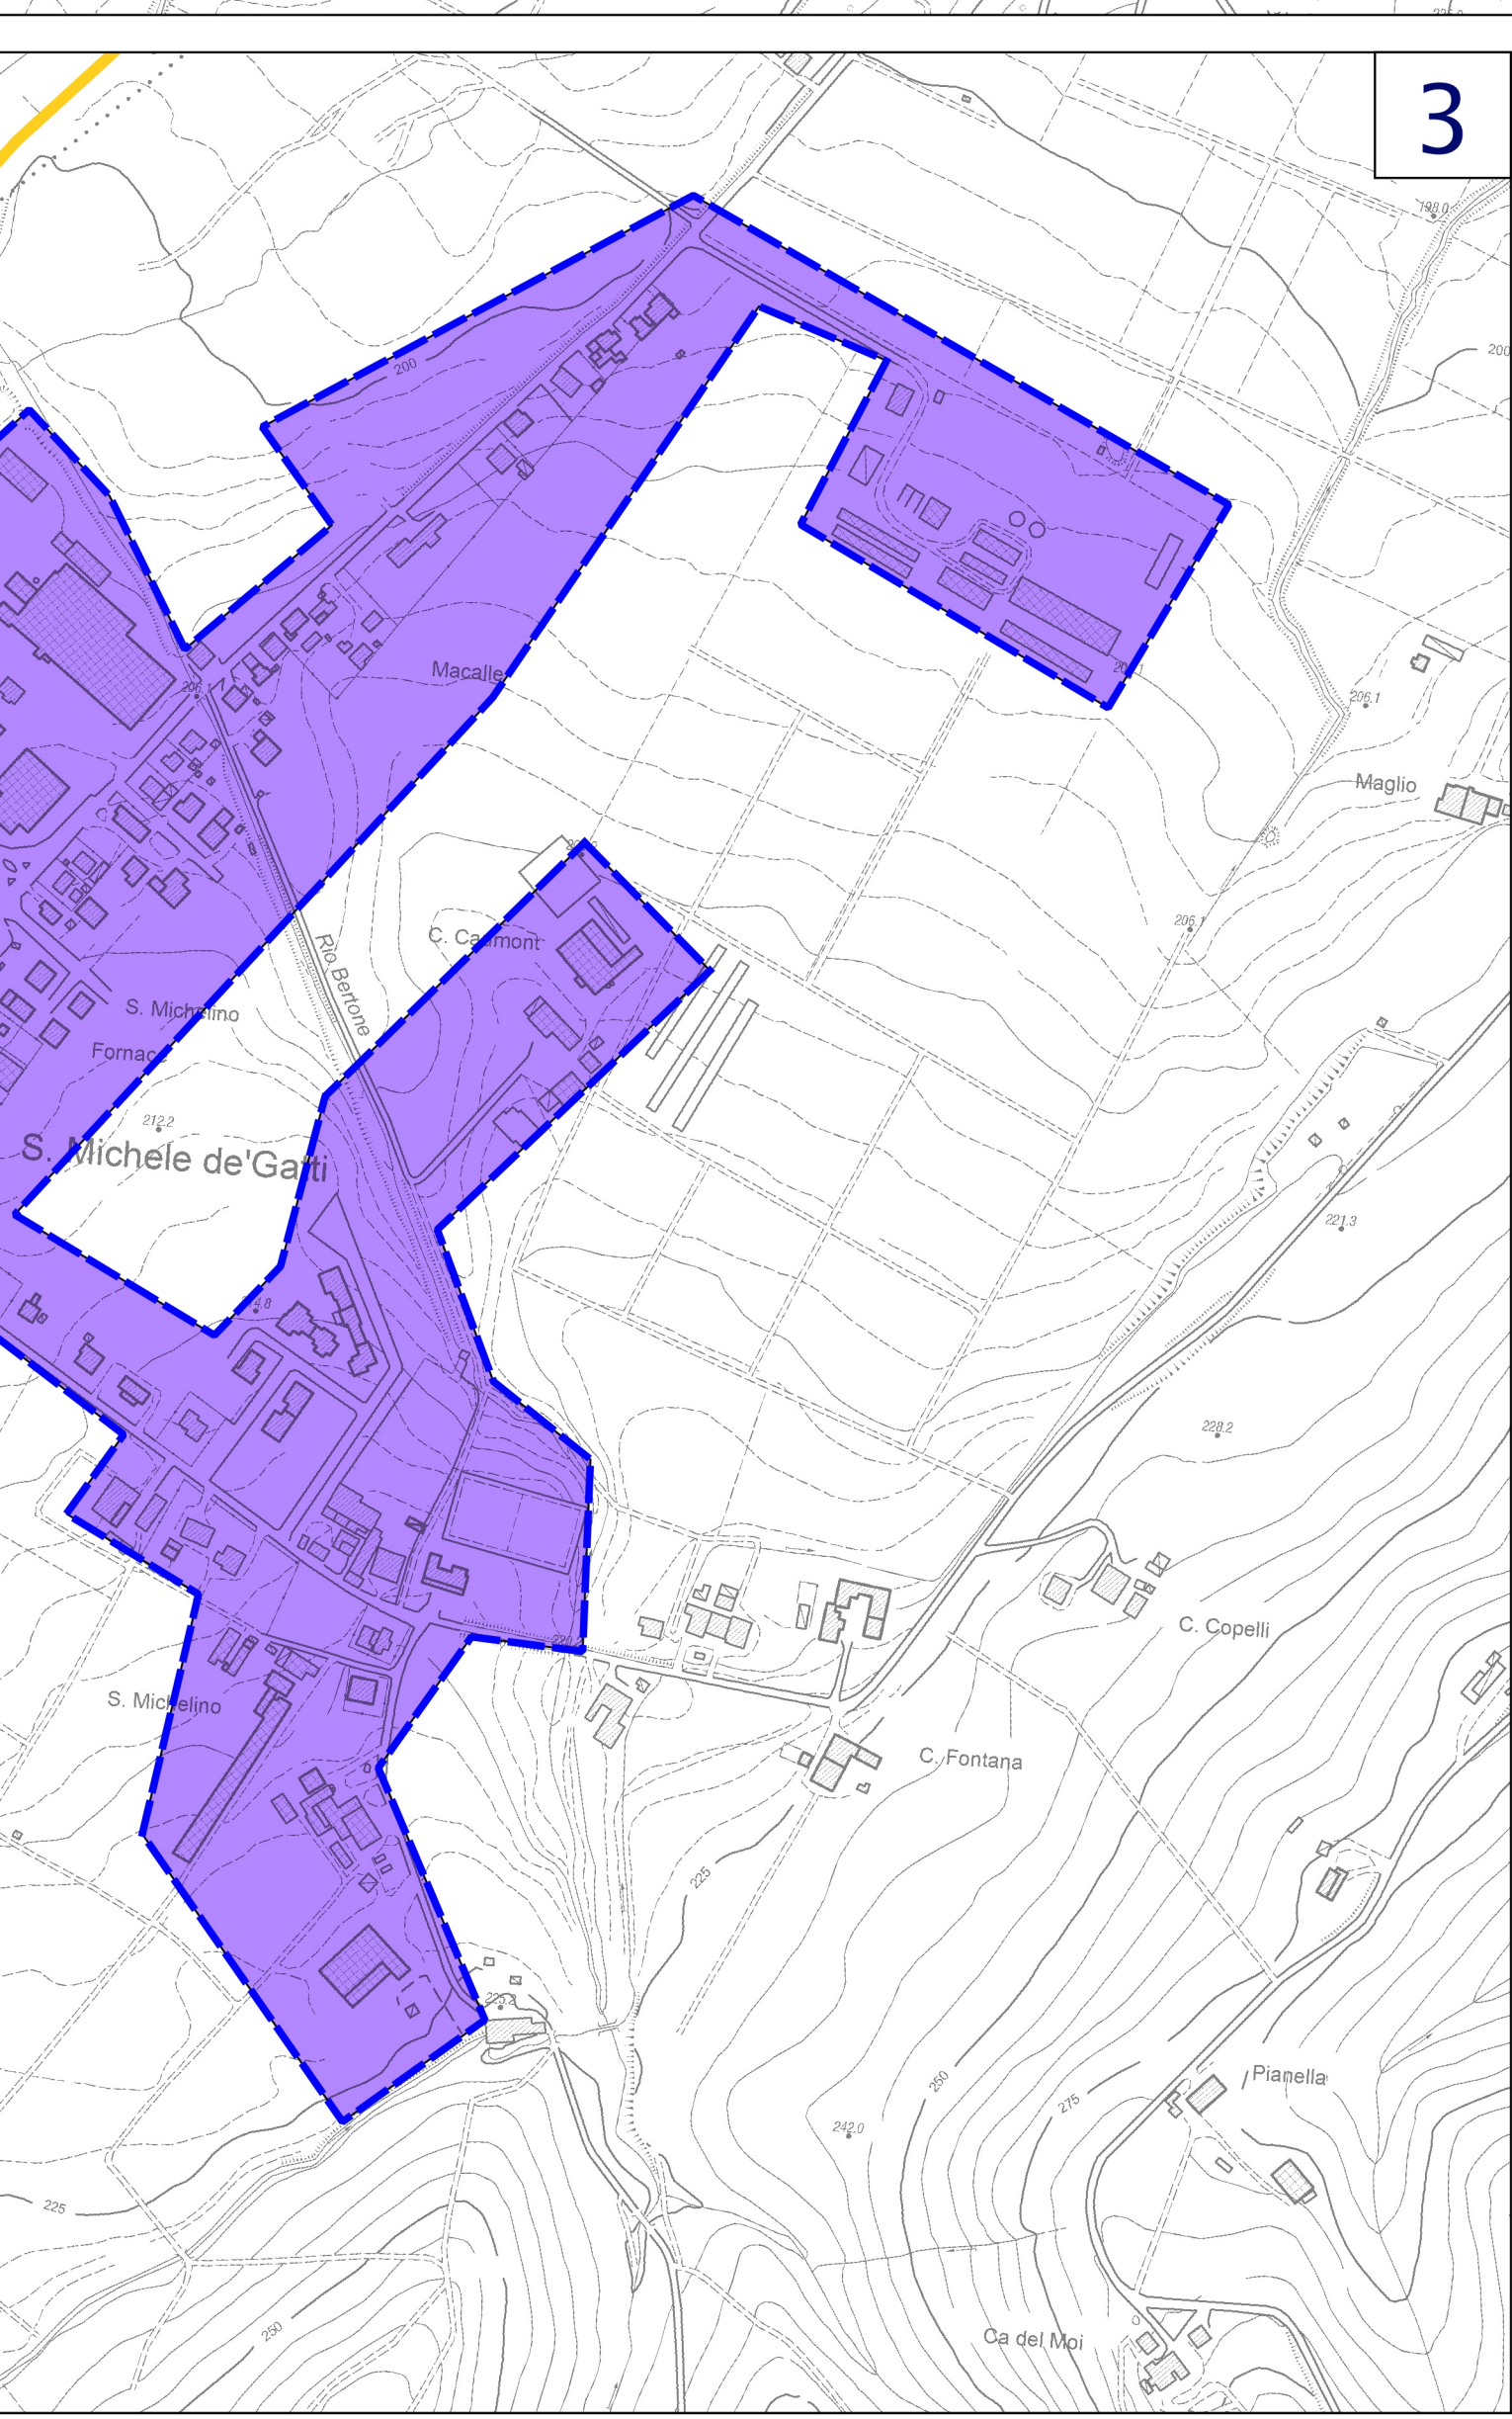 3
198.0
200
200
Macalle
206.1
206.1
Maglio
206.1
C. Caumont
Rio Bertone
S. Michelino
Fornace
212.2
S. Michele de'Gatti
221.3
228.2
C. Copelli
S. Michelino
C. Fontana
225
225.2
Pianella
250
275
242.0
225
250
Ca del Moi